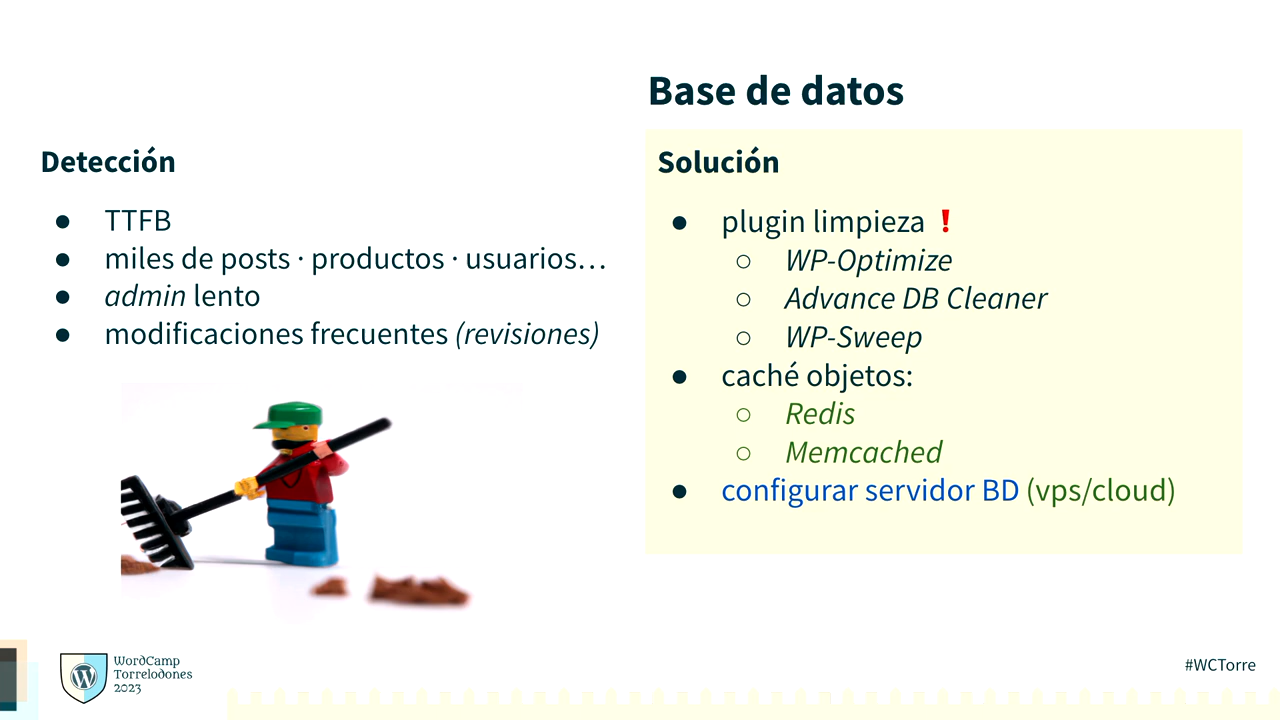 Base de datos
Detección
● TTFB
● miles de posts · productos · usuarios…
● admin lento
● modificaciones frecuentes (revisiones)
Solución
● plugin limpieza !
○ WP-Optimize
○ Advance DB Cleaner
○ WP-Sweep
● caché objetos:
○ Redis
○ Memcached
● configurar servidor BD (vps/cloud)
WordCamp
Torrelodones
2023
#WCTorre